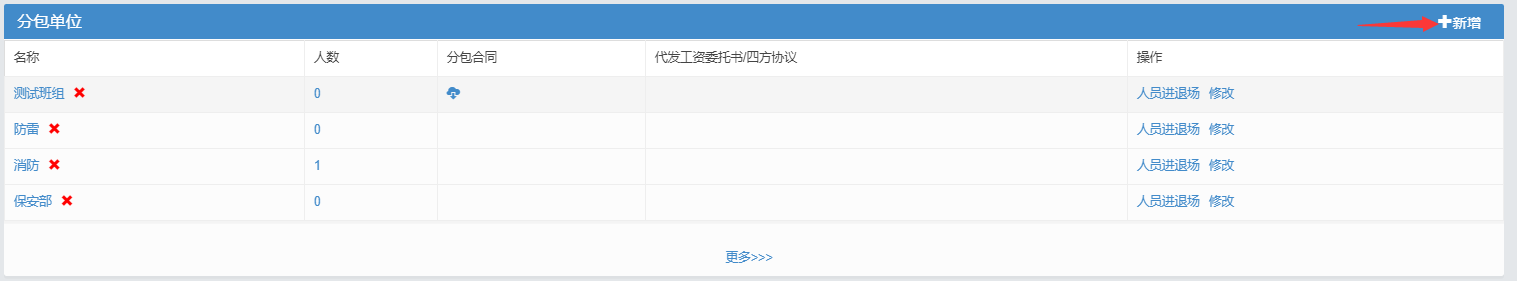 分包单位 新增
名称 人数 分包合同 代发工资委托书/四方协议 操作
测试班组 0 人员进退场 修改
防雷 0 人员进退场 修改
消防 1 人员进退场 修改
保安部 0 人员进退场 修改
更多>>>